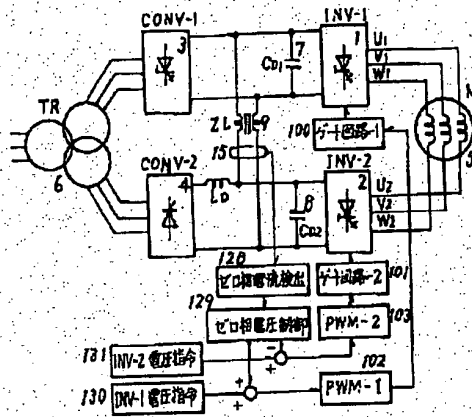 CONV-1
INV-1
3
7
CD1
1
U1
V1
W1
M
TR
ZL
9
100
ゲート回路-1
15
CONV-2
INV-2
5
6
4
LD
8
CD2
2
U2
V2
W2
128
ゼロ相電流検出
ゲート回路-2
101
129
ゼロ相電圧制御
PWM-2
103
131
INV-2 電圧指令
-
+
102
130
INV-1 電圧指令
+
+
PWM-1